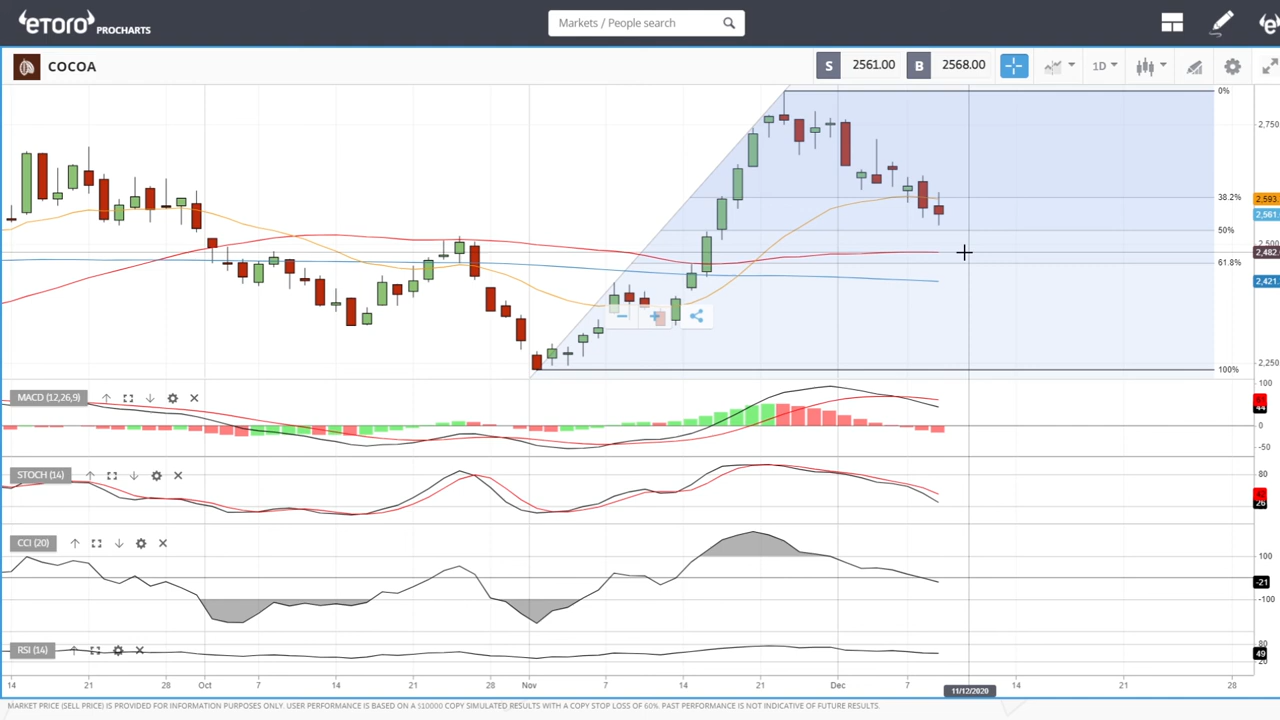 eTORO PROCHARTS
Markets / People search
COCOA
S 2561.00 B 2568.00
1D
0%
2,750
38.2%
2,593.
2,561.
50%
2,500
2,482.
61.8%
2,421.
2,250
100%
MACD (12,26,9)
100
44
0
-50
STOCH (14)
80
26
CCI (20)
100
-21
-100
RSI (14)
80
49
20
14 21 28 Oct 7 14 21 28 Nov 7 14 21 Dec 7 14 21 28
11/12/2020
MARKET PRICE (SELL PRICE) IS PROVIDED FOR INFORMATION PURPOSES ONLY. USER PERFORMANCE IS BASED ON A $10000 COPY SIMULATED RESULTS WITH A COPY STOP LOSS OF 60%. PAST PERFORMANCE IS NOT INDICATIVE OF FUTURE RESULTS.